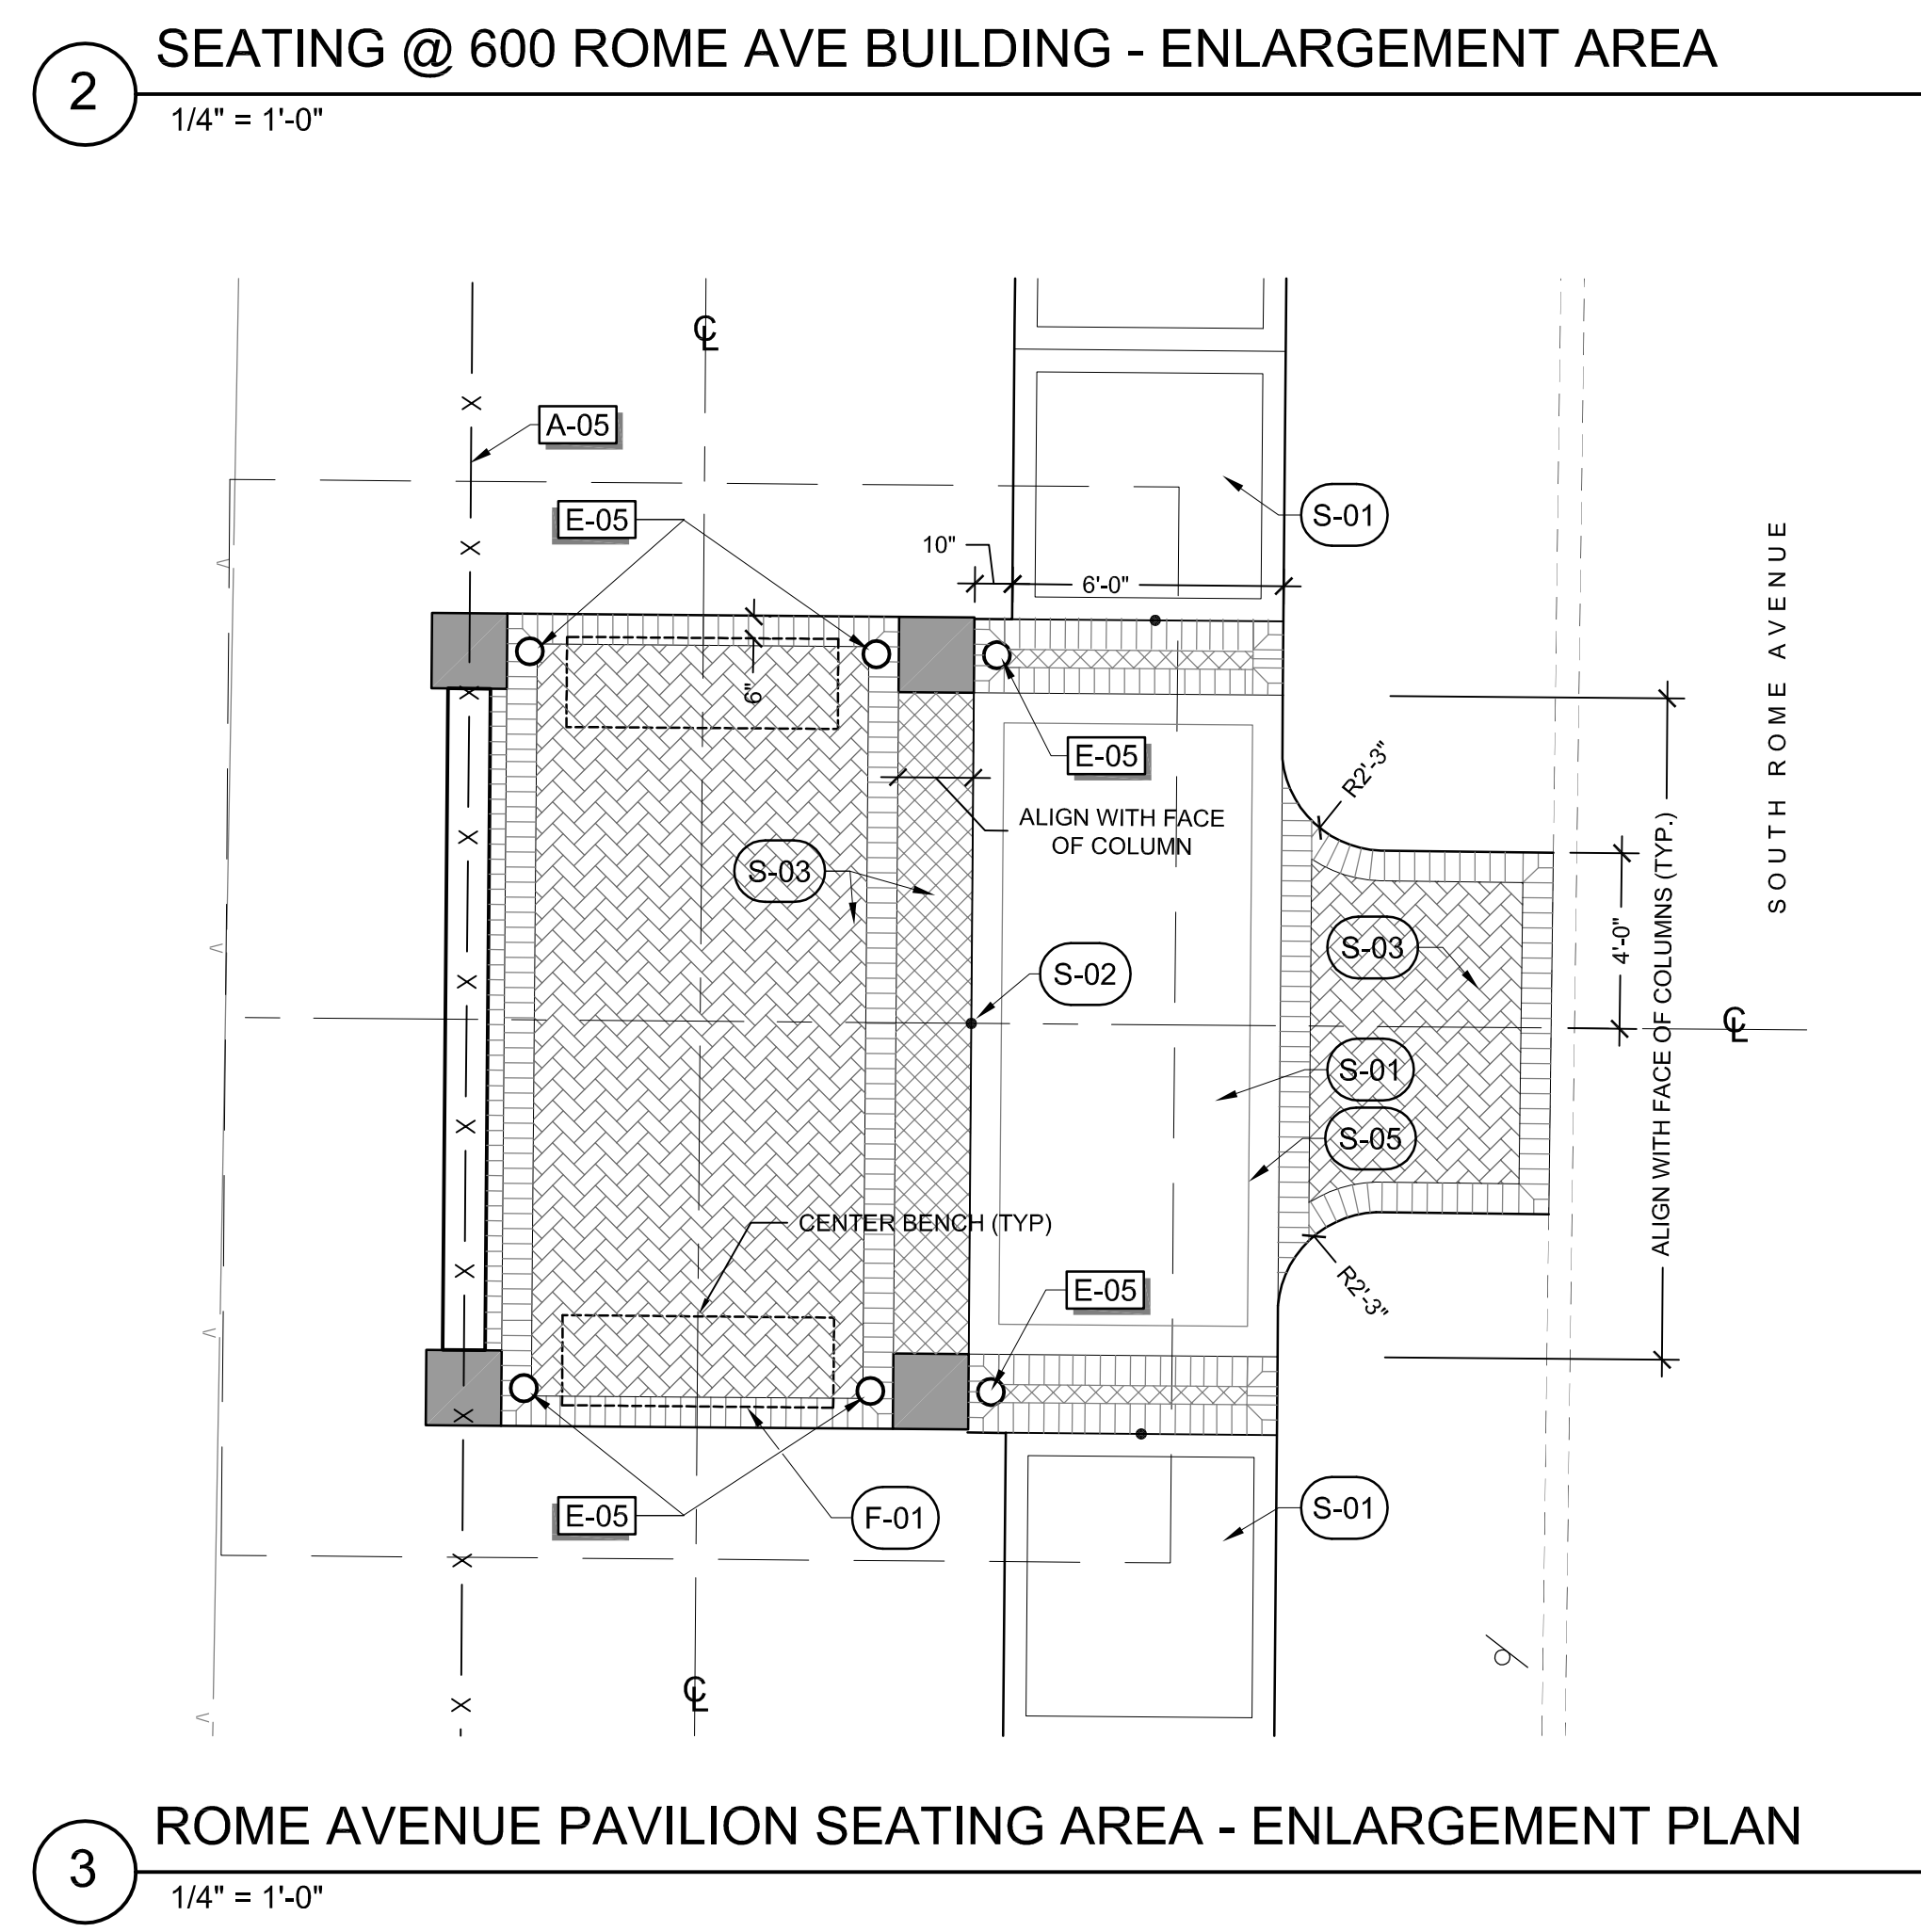 2
SEATING @ 600 ROME AVE BUILDING - ENLARGEMENT AREA
1/4" = 1'-0"
℄
A-05
E-05
S-01
10"
6'-0"
6"
E-05
R2'-3"
ALIGN WITH FACE
OF COLUMN
S-03
S-03
S-02
4'-0"
ALIGN WITH FACE OF COLUMNS (TYP.)
SOUTH ROME AVENUE
℄
S-01
S-05
CENTER BENCH (TYP)
E-05
R2'-3"
E-05
F-01
S-01
℄
3
ROME AVENUE PAVILION SEATING AREA - ENLARGEMENT PLAN
1/4" = 1'-0"